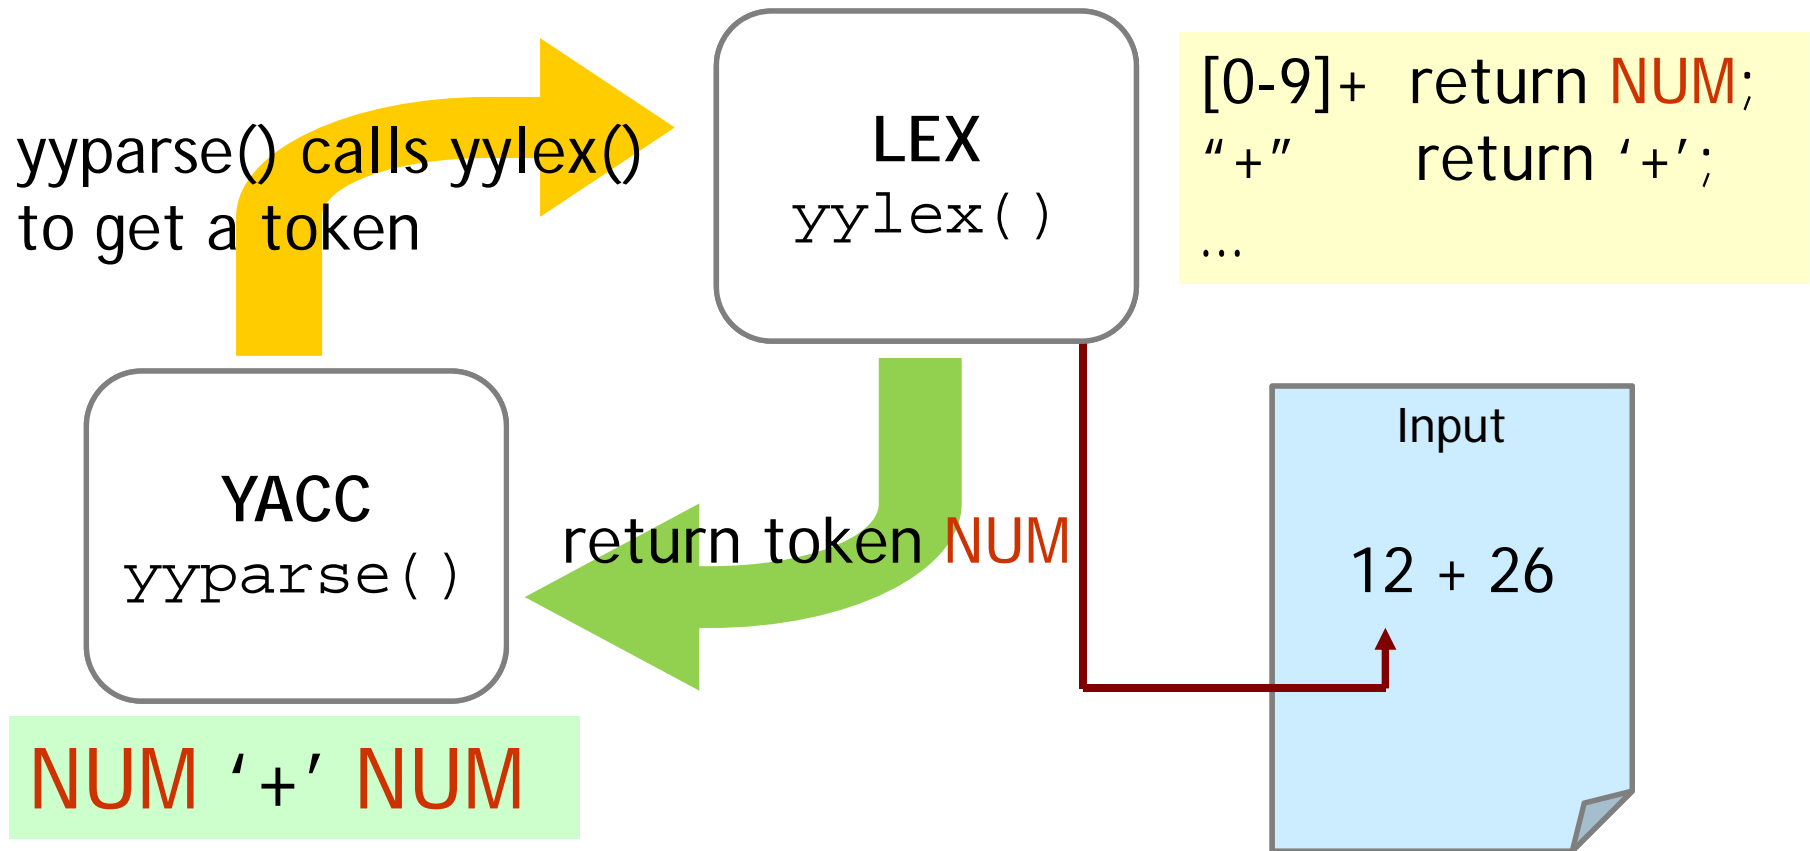 yyparse() calls yylex()
to get a token
LEX
yylex()
[0-9]+ return NUM;
“+” return ‘+’;
...
YACC
yyparse()
return token NUM
Input
12 + 26
NUM ‘+’ NUM